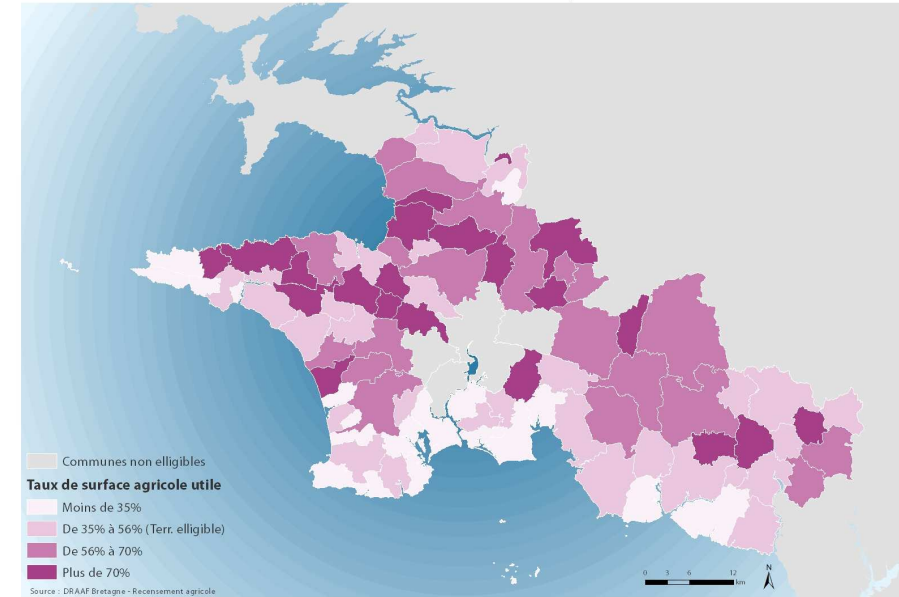 Communes non elligibles
Taux de surface agricole utile
Moins de 35%
De 35% à 56% (Terr. elligible)
De 56% à 70%
Plus de 70%
Source : DRAAF Bretagne - Recensement agricole
0 3 6 12
km
N